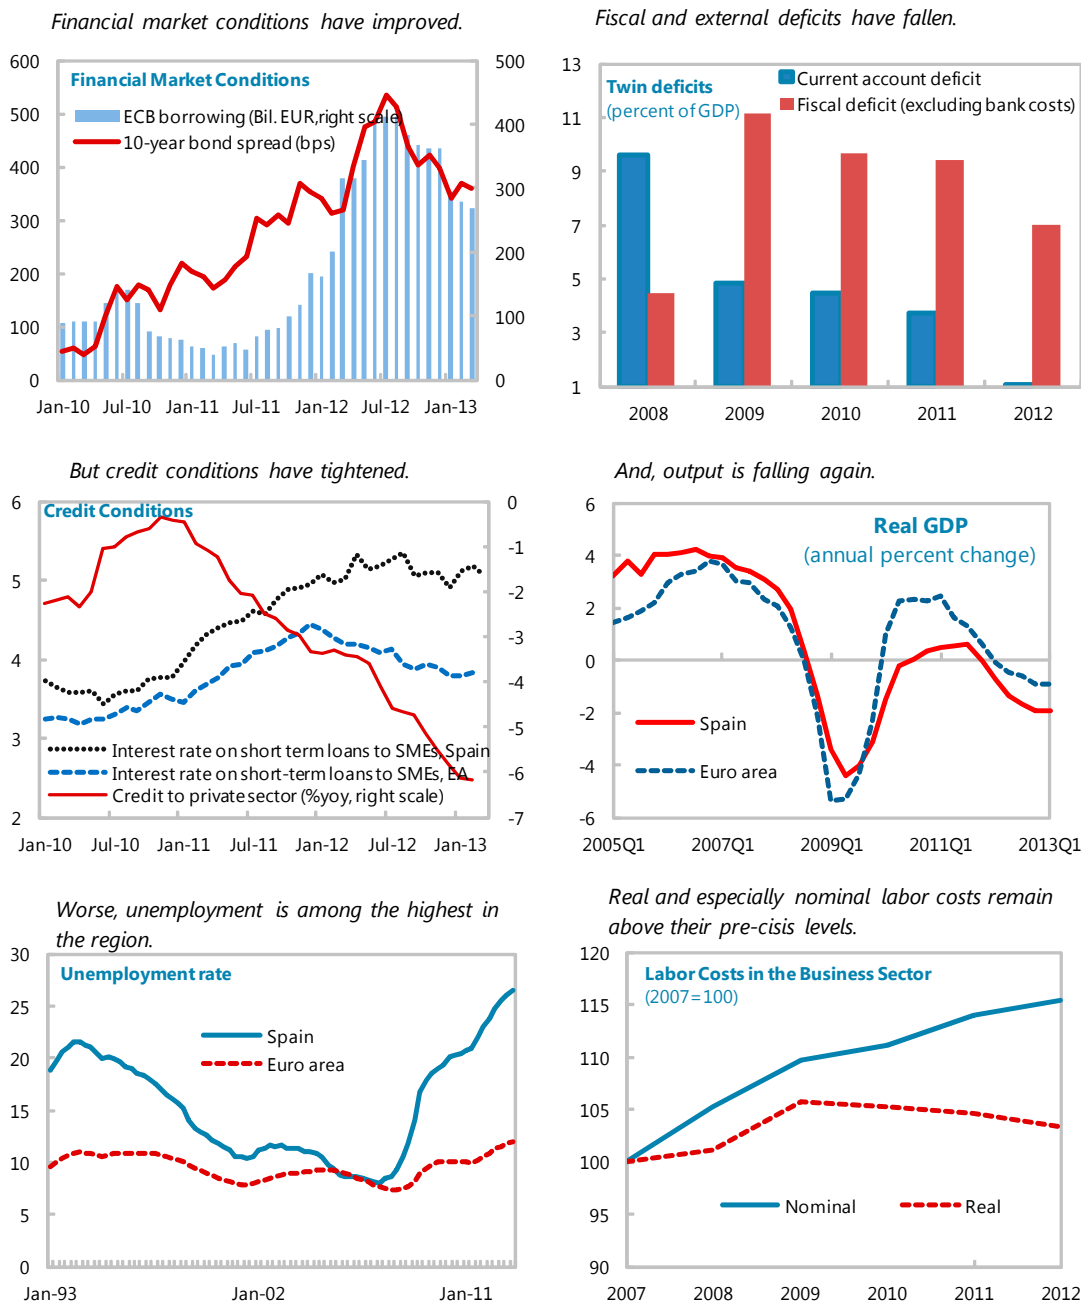 Financial market conditions have improved.
Financial Market Conditions
ECB borrowing (Bil. EUR,right scale)
10-year bond spread (bps)
600
500
400
300
200
100
0
500
400
300
200
100
0
Jan-10 Jul-10 Jan-11 Jul-11 Jan-12 Jul-12 Jan-13
Fiscal and external deficits have fallen.
Twin deficits
(percent of GDP)
Current account deficit
Fiscal deficit (excluding bank costs)
13
11
9
7
5
3
1
2008 2009 2010 2011 2012
But credit conditions have tightened.
Credit Conditions
6
5
4
3
2
0
-1
-2
-3
-4
-5
-6
-7
Interest rate on short term loans to SMEs, Spain
Interest rate on short-term loans to SMEs, EA
Credit to private sector (%yoy, right scale)
Jan-10 Jul-10 Jan-11 Jul-11 Jan-12 Jul-12 Jan-13
And, output is falling again.
Real GDP
(annual percent change)
6
4
2
0
-2
-4
-6
Spain
Euro area
2005Q1 2007Q1 2009Q1 2011Q1 2013Q1
Worse, unemployment is among the highest in
the region.
Unemployment rate
30
25
20
15
10
5
0
Spain
Euro area
Jan-93 Jan-02 Jan-11
Real and especially nominal labor costs remain
above their pre-cisis levels.
Labor Costs in the Business Sector
(2007=100)
120
115
110
105
100
95
90
Nominal
Real
2007 2008 2009 2010 2011 2012